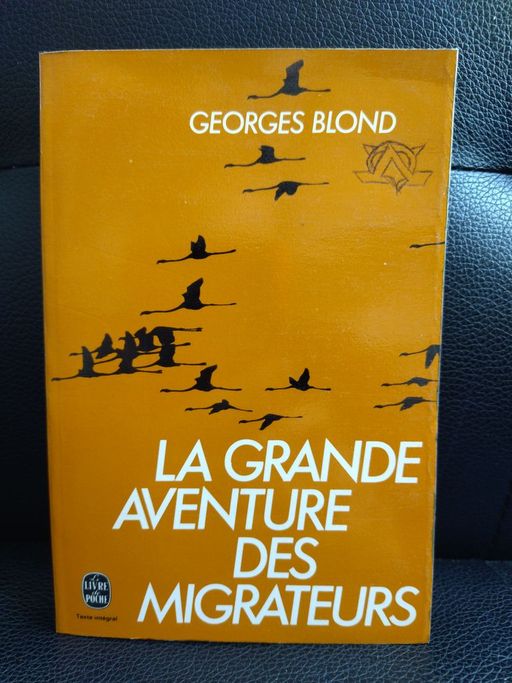 GEORGES BLOND
LA GRANDE
AVENTURE
DES
MIGRATEURS
Le
LIVRE
de
POCHE
Texte intégral